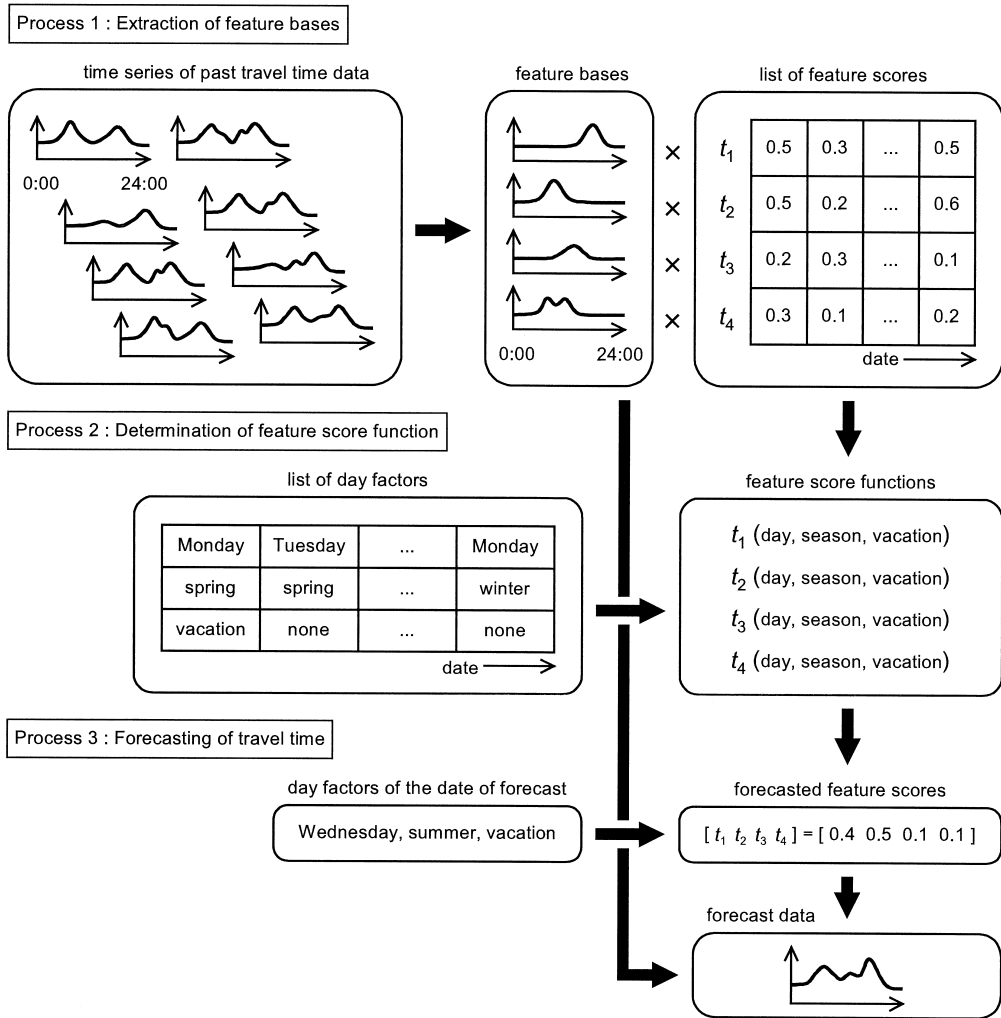 Process 1 : Extraction of feature bases
time series of past travel time data
0:00 24:00
feature bases
0:00 24:00
list of feature scores
× t1 0.5 0.3 ... 0.5
× t2 0.5 0.2 ... 0.6
× t3 0.2 0.3 ... 0.1
× t4 0.3 0.1 ... 0.2
date
Process 2 : Determination of feature score function
list of day factors
Monday Tuesday ... Monday
spring spring ... winter
vacation none ... none
date
feature score functions
t1 (day, season, vacation)
t2 (day, season, vacation)
t3 (day, season, vacation)
t4 (day, season, vacation)
Process 3 : Forecasting of travel time
day factors of the date of forecast
Wednesday, summer, vacation
forecasted feature scores
[ t1 t2 t3 t4 ] = [ 0.4 0.5 0.1 0.1 ]
forecast data